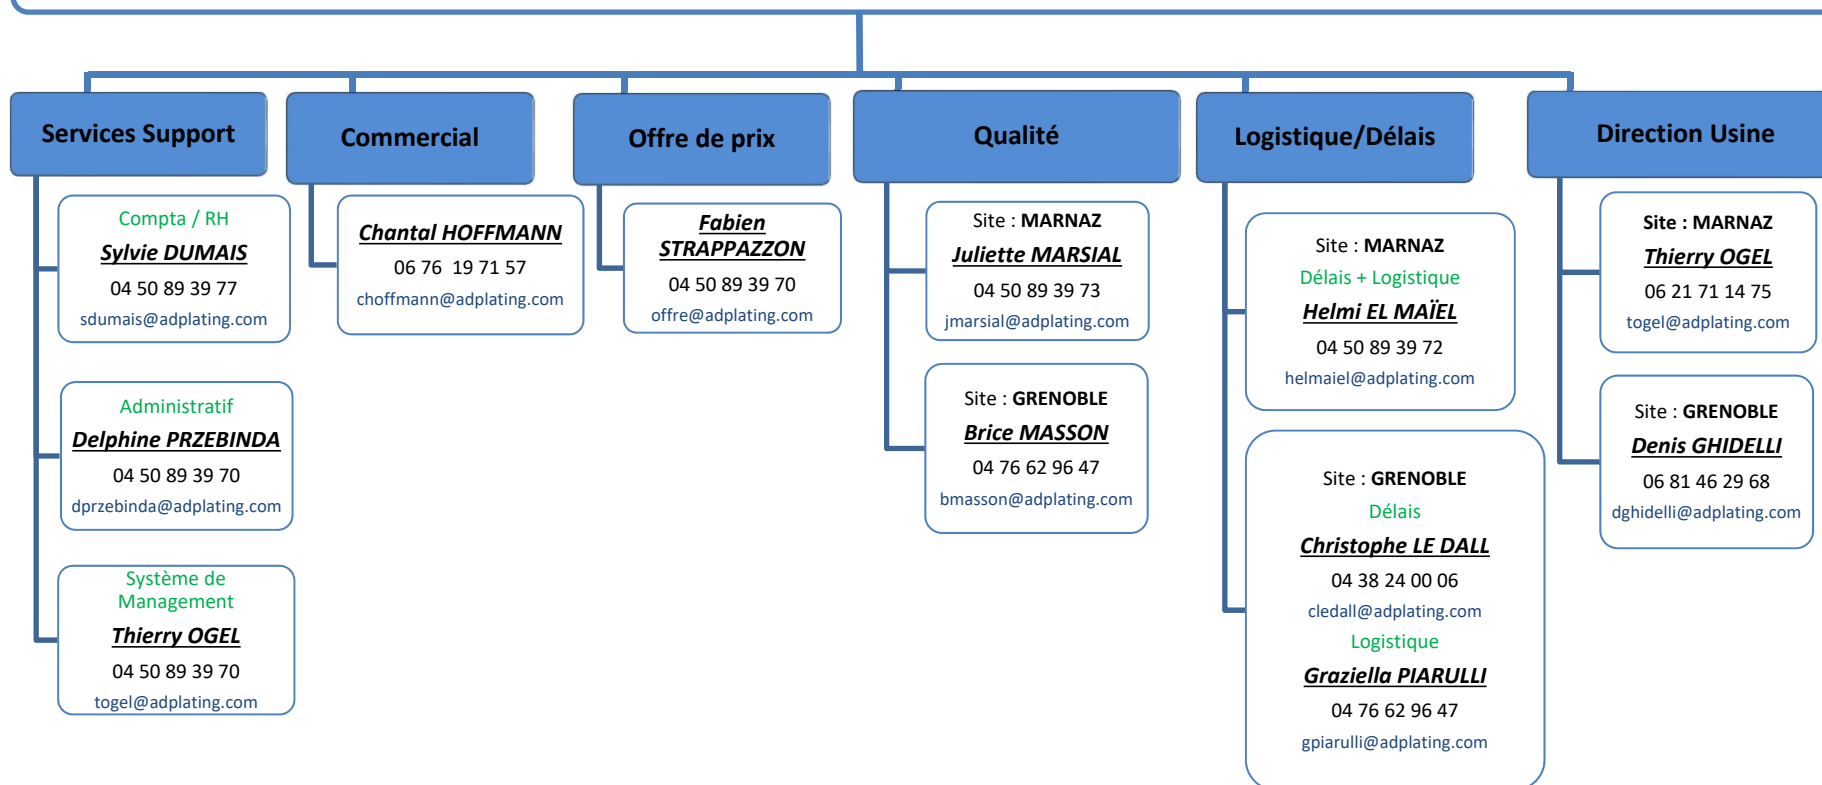 Services Support
Compta / RH
Sylvie DUMAIS
04 50 89 39 77
sdumais@adplating.com
Administratif
Delphine PRZEBINDA
04 50 89 39 70
dprzebinda@adplating.com
Système de
Management
Thierry OGEL
04 50 89 39 70
togel@adplating.com
Commercial
Chantal HOFFMANN
06 76  19 71 57
choffmann@adplating.com
Offre de prix
Fabien
STRAPPAZZON
04 50 89 39 70
offre@adplating.com
Qualité
Site : MARNAZ
Juliette MARSIAL
04 50 89 39 73
jmarsial@adplating.com
Site : GRENOBLE
Brice MASSON
04 76 62 96 47
bmasson@adplating.com
Logistique/Délais
Site : MARNAZ
Délais + Logistique
Helmi EL MAÏEL
04 50 89 39 72
helmaiel@adplating.com
Site : GRENOBLE
Délais
Christophe LE DALL
04 38 24 00 06
cledall@adplating.com
Logistique
Graziella PIARULLI
04 76 62 96 47
gpiarulli@adplating.com
Direction Usine
Site : MARNAZ
Thierry OGEL
06 21 71 14 75
togel@adplating.com
Site : GRENOBLE
Denis GHIDELLI
06 81 46 29 68
dghidelli@adplating.com